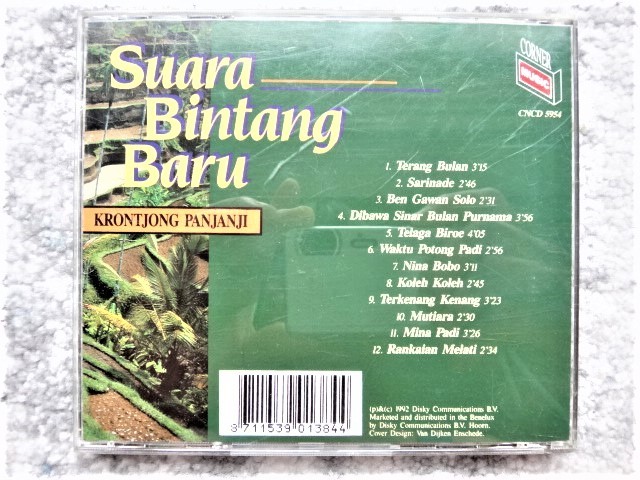 Suara
Bintang
Baru
KRONTJONG PANJANJI
CORNER
MUSIC
CNCD 5954
1. Terang Bulan 3'15
2. Sarinade 2'46
3. Ben Gawan Solo 2'31
4. Dibawa Sinar Bulan Purnama 3'56
5. Telaga Biroe 4'05
6. Waktu Potong Padi 2'56
7. Nina Bobo 3'11
8. Koleh Koleh 2'45
9. Terkenang Kenang 3'23
10. Mutiara 2'30
11. Mina Padi 3'26
12. Rankaian Melati 2'34
8 711539 013844
(p)&(c) 1992 Disky Communications B.V.
Marketed and distributed in the Benelux
by Disky Communications B.V. Hoorn.
Cover Design: Van Dijken Enschede.